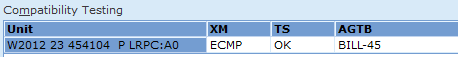 Compatibility Testing
Unit XM TS AGTB
W2012 23 454104 P LRPC:A0 ECMP OK BILL-45